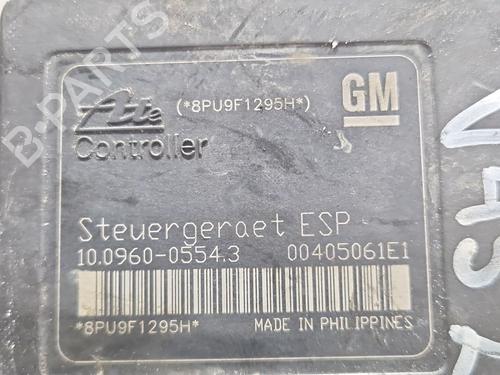 (*8PU9F1295H*)
GM
Ate
Controller
Steuergeraet ESP
10.0960-0554.3 00405061E1
*8PU9F1295H*
MADE IN PHILIPPINES
B-PARTS